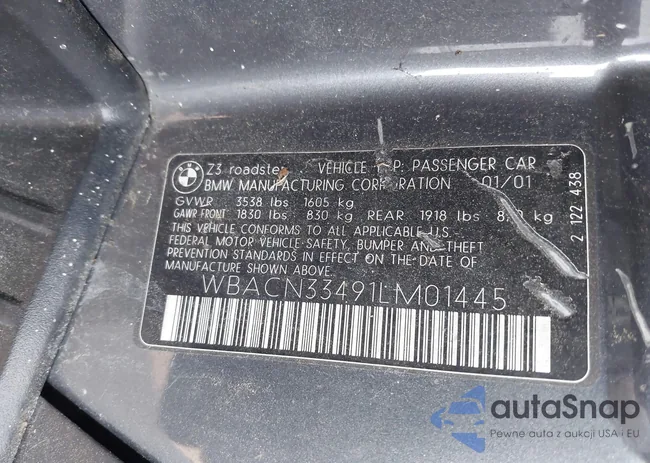 BMW
Z3 roadster VEHICLE TYP: PASSENGER CAR
BMW MANUFACTURING CORPORATION 01/01
GVWR 3538 lbs 1605 kg
GAWR FRONT 1830 lbs 830 kg REAR 1918 lbs kg
THIS VEHICLE CONFORMS TO ALL APPLICABLE U.S.
FEDERAL MOTOR VEHICLE-SAFETY, BUMPER AND THEFT
PREVENTION STANDARDS IN EFFECT ON THE DATE OF
MANUFACTURE SHOWN ABOVE.
WBACN33491LM01445
2 122 438
autaSnap
Pewne auta z aukcji USA i EU